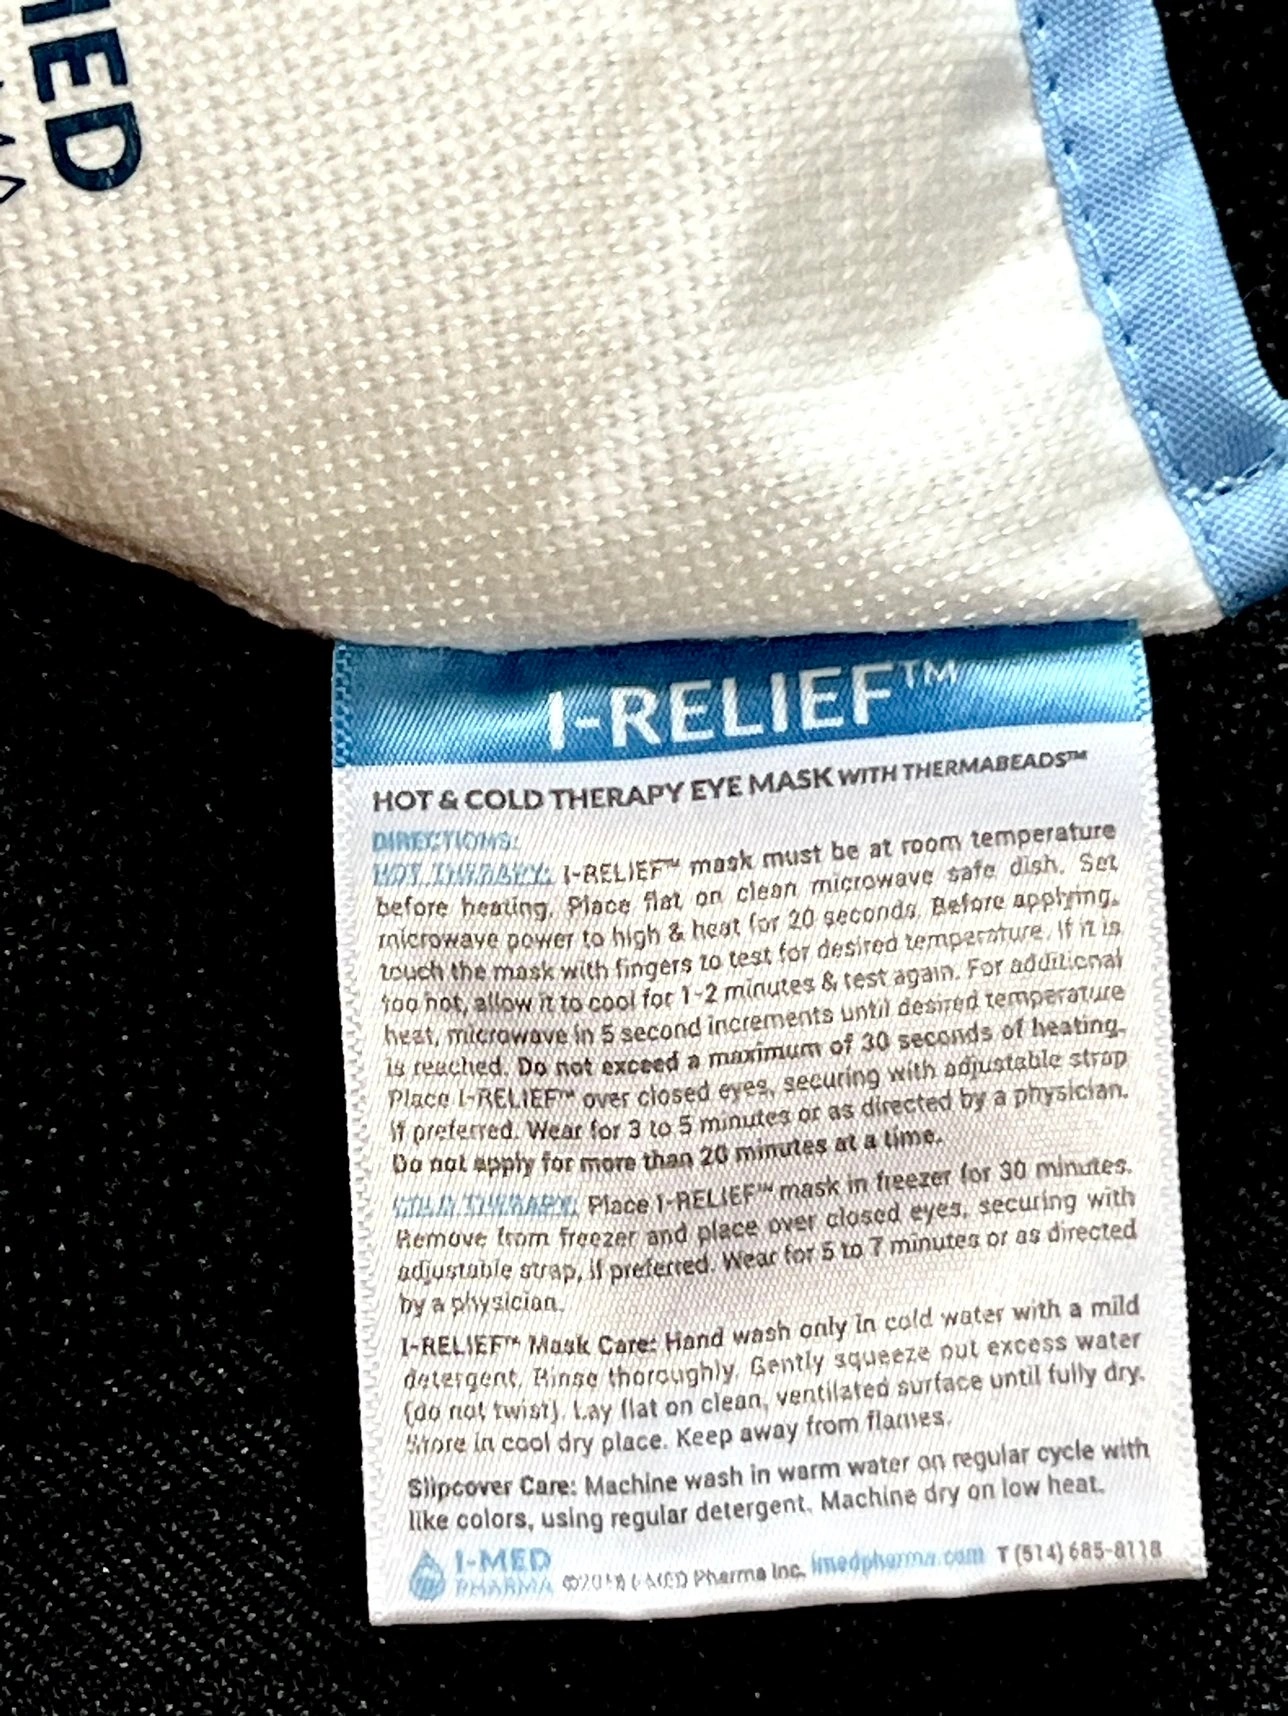 MED
I-RELIEF™
HOT & COLD THERAPY EYE MASK WITH THERMABEADS™
DIRECTIONS:
HOT THERAPY: I-RELIEF™ mask must be at room temperature
before heating. Place flat on clean microwave safe dish. Set
microwave power to high & heat for 20 seconds. Before applying,
touch the mask with fingers to test for desired temperature. If it is
too hot, allow it to cool for 1-2 minutes & test again. For additional
heat, microwave in 5 second increments until desired temperature
is reached. Do not exceed a maximum of 30 seconds of heating.
Place I-RELIEF™ over closed eyes, securing with adjustable strap
if preferred. Wear for 3 to 5 minutes or as directed by a physician.
Do not apply for more than 20 minutes at a time.
COLD THERAPY: Place I-RELIEF™ mask in freezer for 30 minutes.
Remove from freezer and place over closed eyes, securing with
adjustable strap, if preferred. Wear for 5 to 7 minutes or as directed
by a physician.
I-RELIEF™ Mask Care: Hand wash only in cold water with a mild
detergent. Rinse thoroughly. Gently squeeze out excess water
(do not twist). Lay flat on clean, ventilated surface until fully dry.
Store in cool dry place. Keep away from flames.
Slipcover Care: Machine wash in warm water on regular cycle with
like colors, using regular detergent. Machine dry on low heat.
I-MED
PHARMA ©2018 I-MED Pharma Inc. imedpharma.com T (514) 685-8118